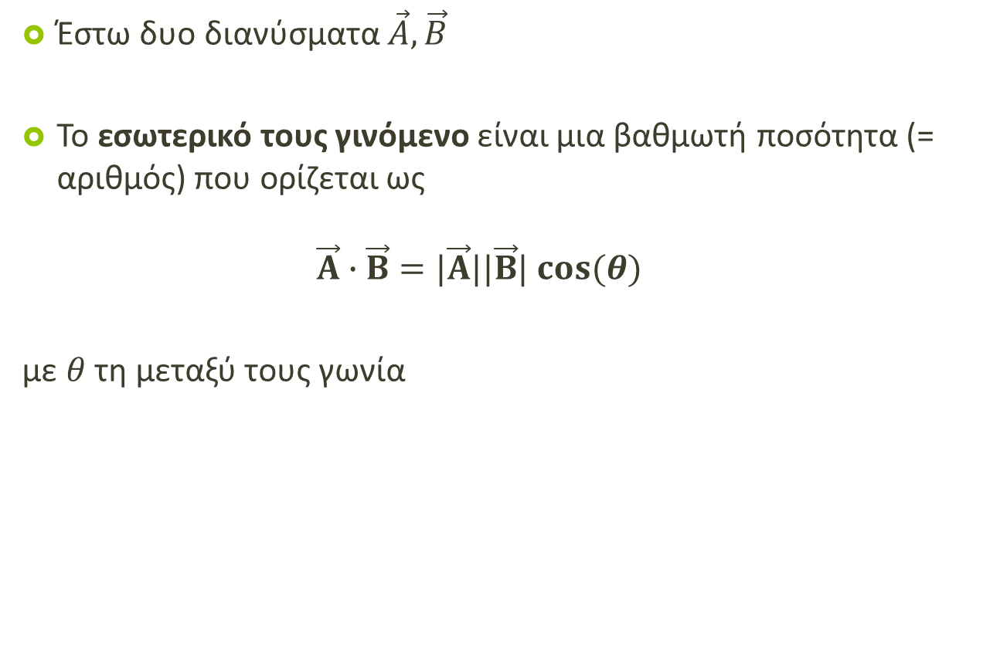 Έστω δυο διανύσματα $\vec{A}, \vec{B}$
Το εσωτερικό τους γινόμενο είναι μια βαθμωτή ποσότητα (=
αριθμός) που ορίζεται ως
$\vec{\mathbf{A}} \cdot \vec{\mathbf{B}} = |\vec{\mathbf{A}}||\vec{\mathbf{B}}| \cos(\boldsymbol{\theta})$
με $\theta$ τη μεταξύ τους γωνία